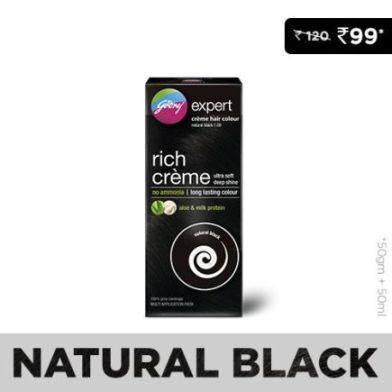 ₹120 ₹99*
Godrej expert
crème hair colour
natural black 1.00
rich
crème
ultra soft
deep shine
no ammonia | long lasting colour
aloe & milk protein
natural black
100% grey coverage
MULTI APPLICATION PACK
*50gm + 50ml
NATURAL BLACK